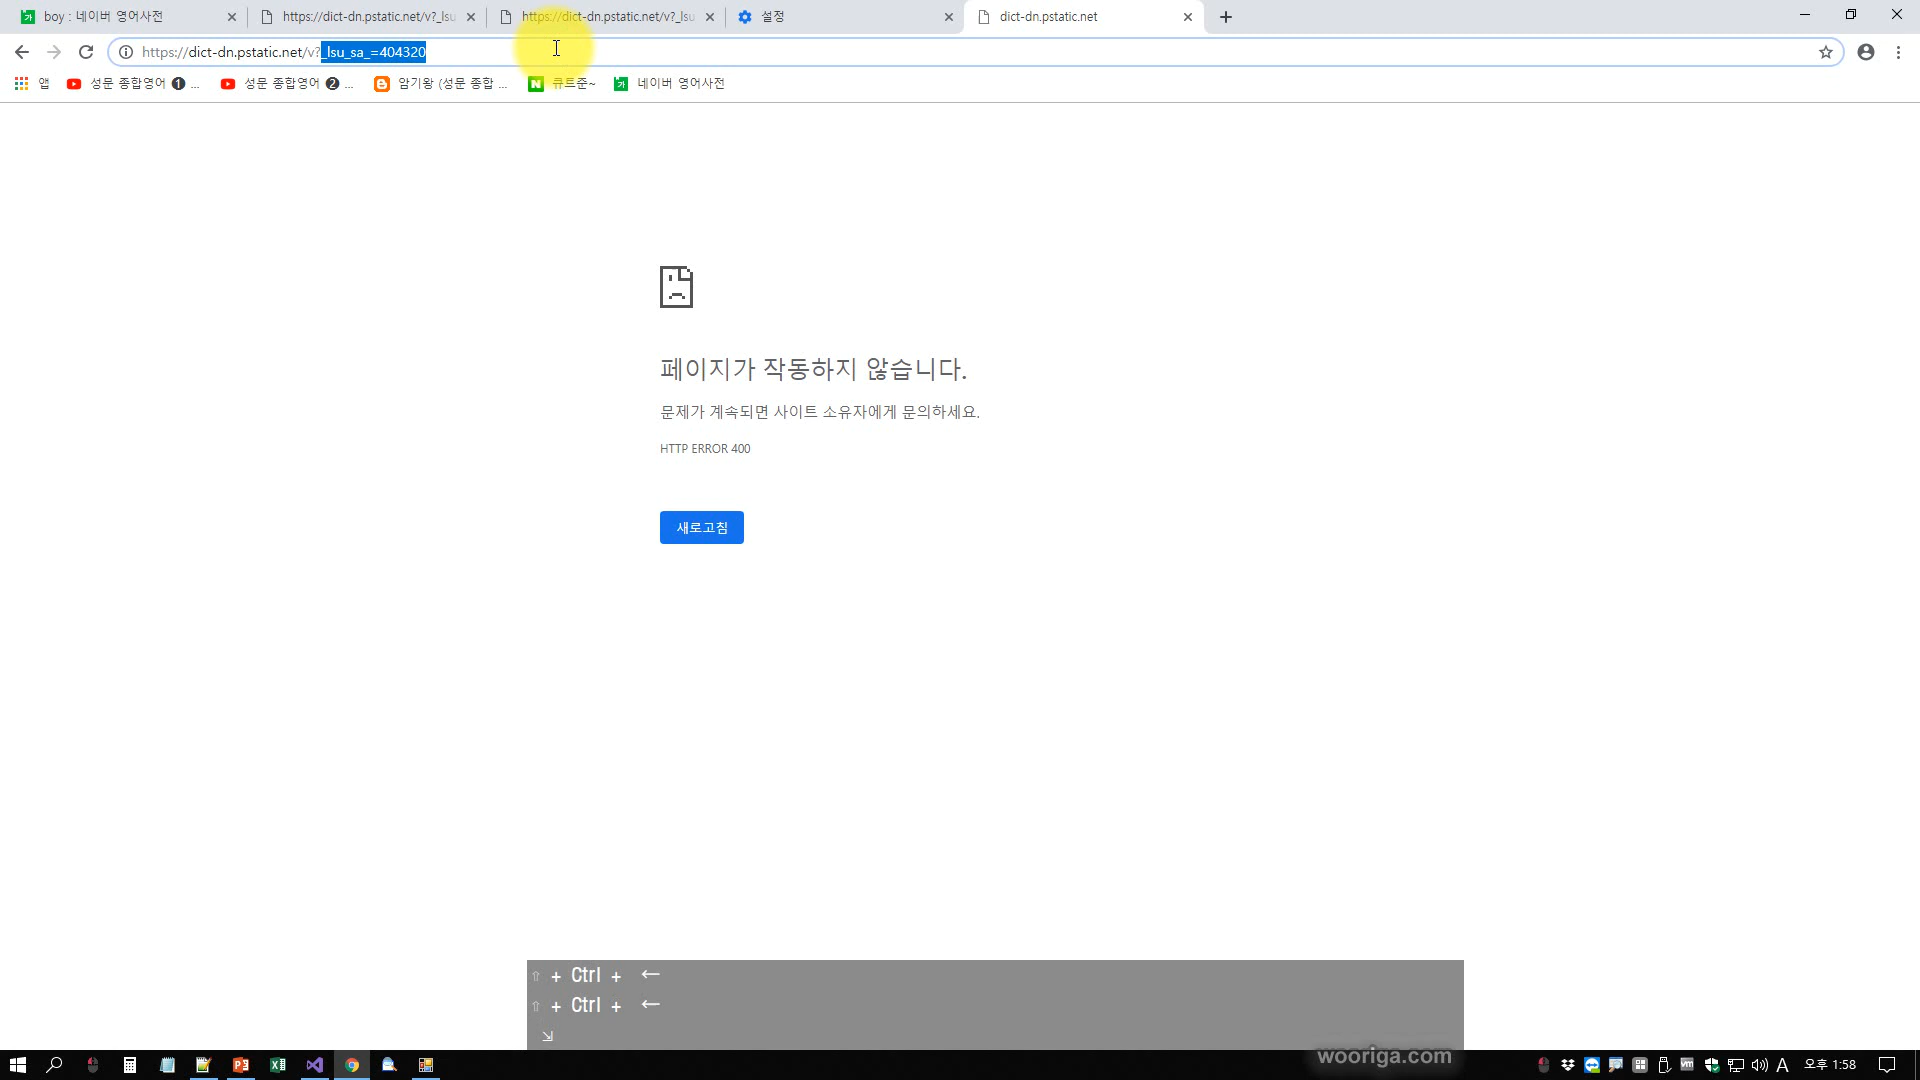 boy : 네이버 영어사전
https://dict-dn.pstatic.net/v?_lsu
https://dict-dn.pstatic.net/v?_lsu
설정
dict-dn.pstatic.net
https://dict-dn.pstatic.net/v?_lsu_sa_=404320
앱
성문 종합영어 ❶ ...
성문 종합영어 ❷ ...
암기왕 (성문 종합 ...
큐트준~
네이버 영어사전
페이지가 작동하지 않습니다.
문제가 계속되면 사이트 소유자에게 문의하세요.
HTTP ERROR 400
새로고침
⇧ + Ctrl + ←
⇧ + Ctrl + ←
⇲
wooriga.com
A
오후 1:58